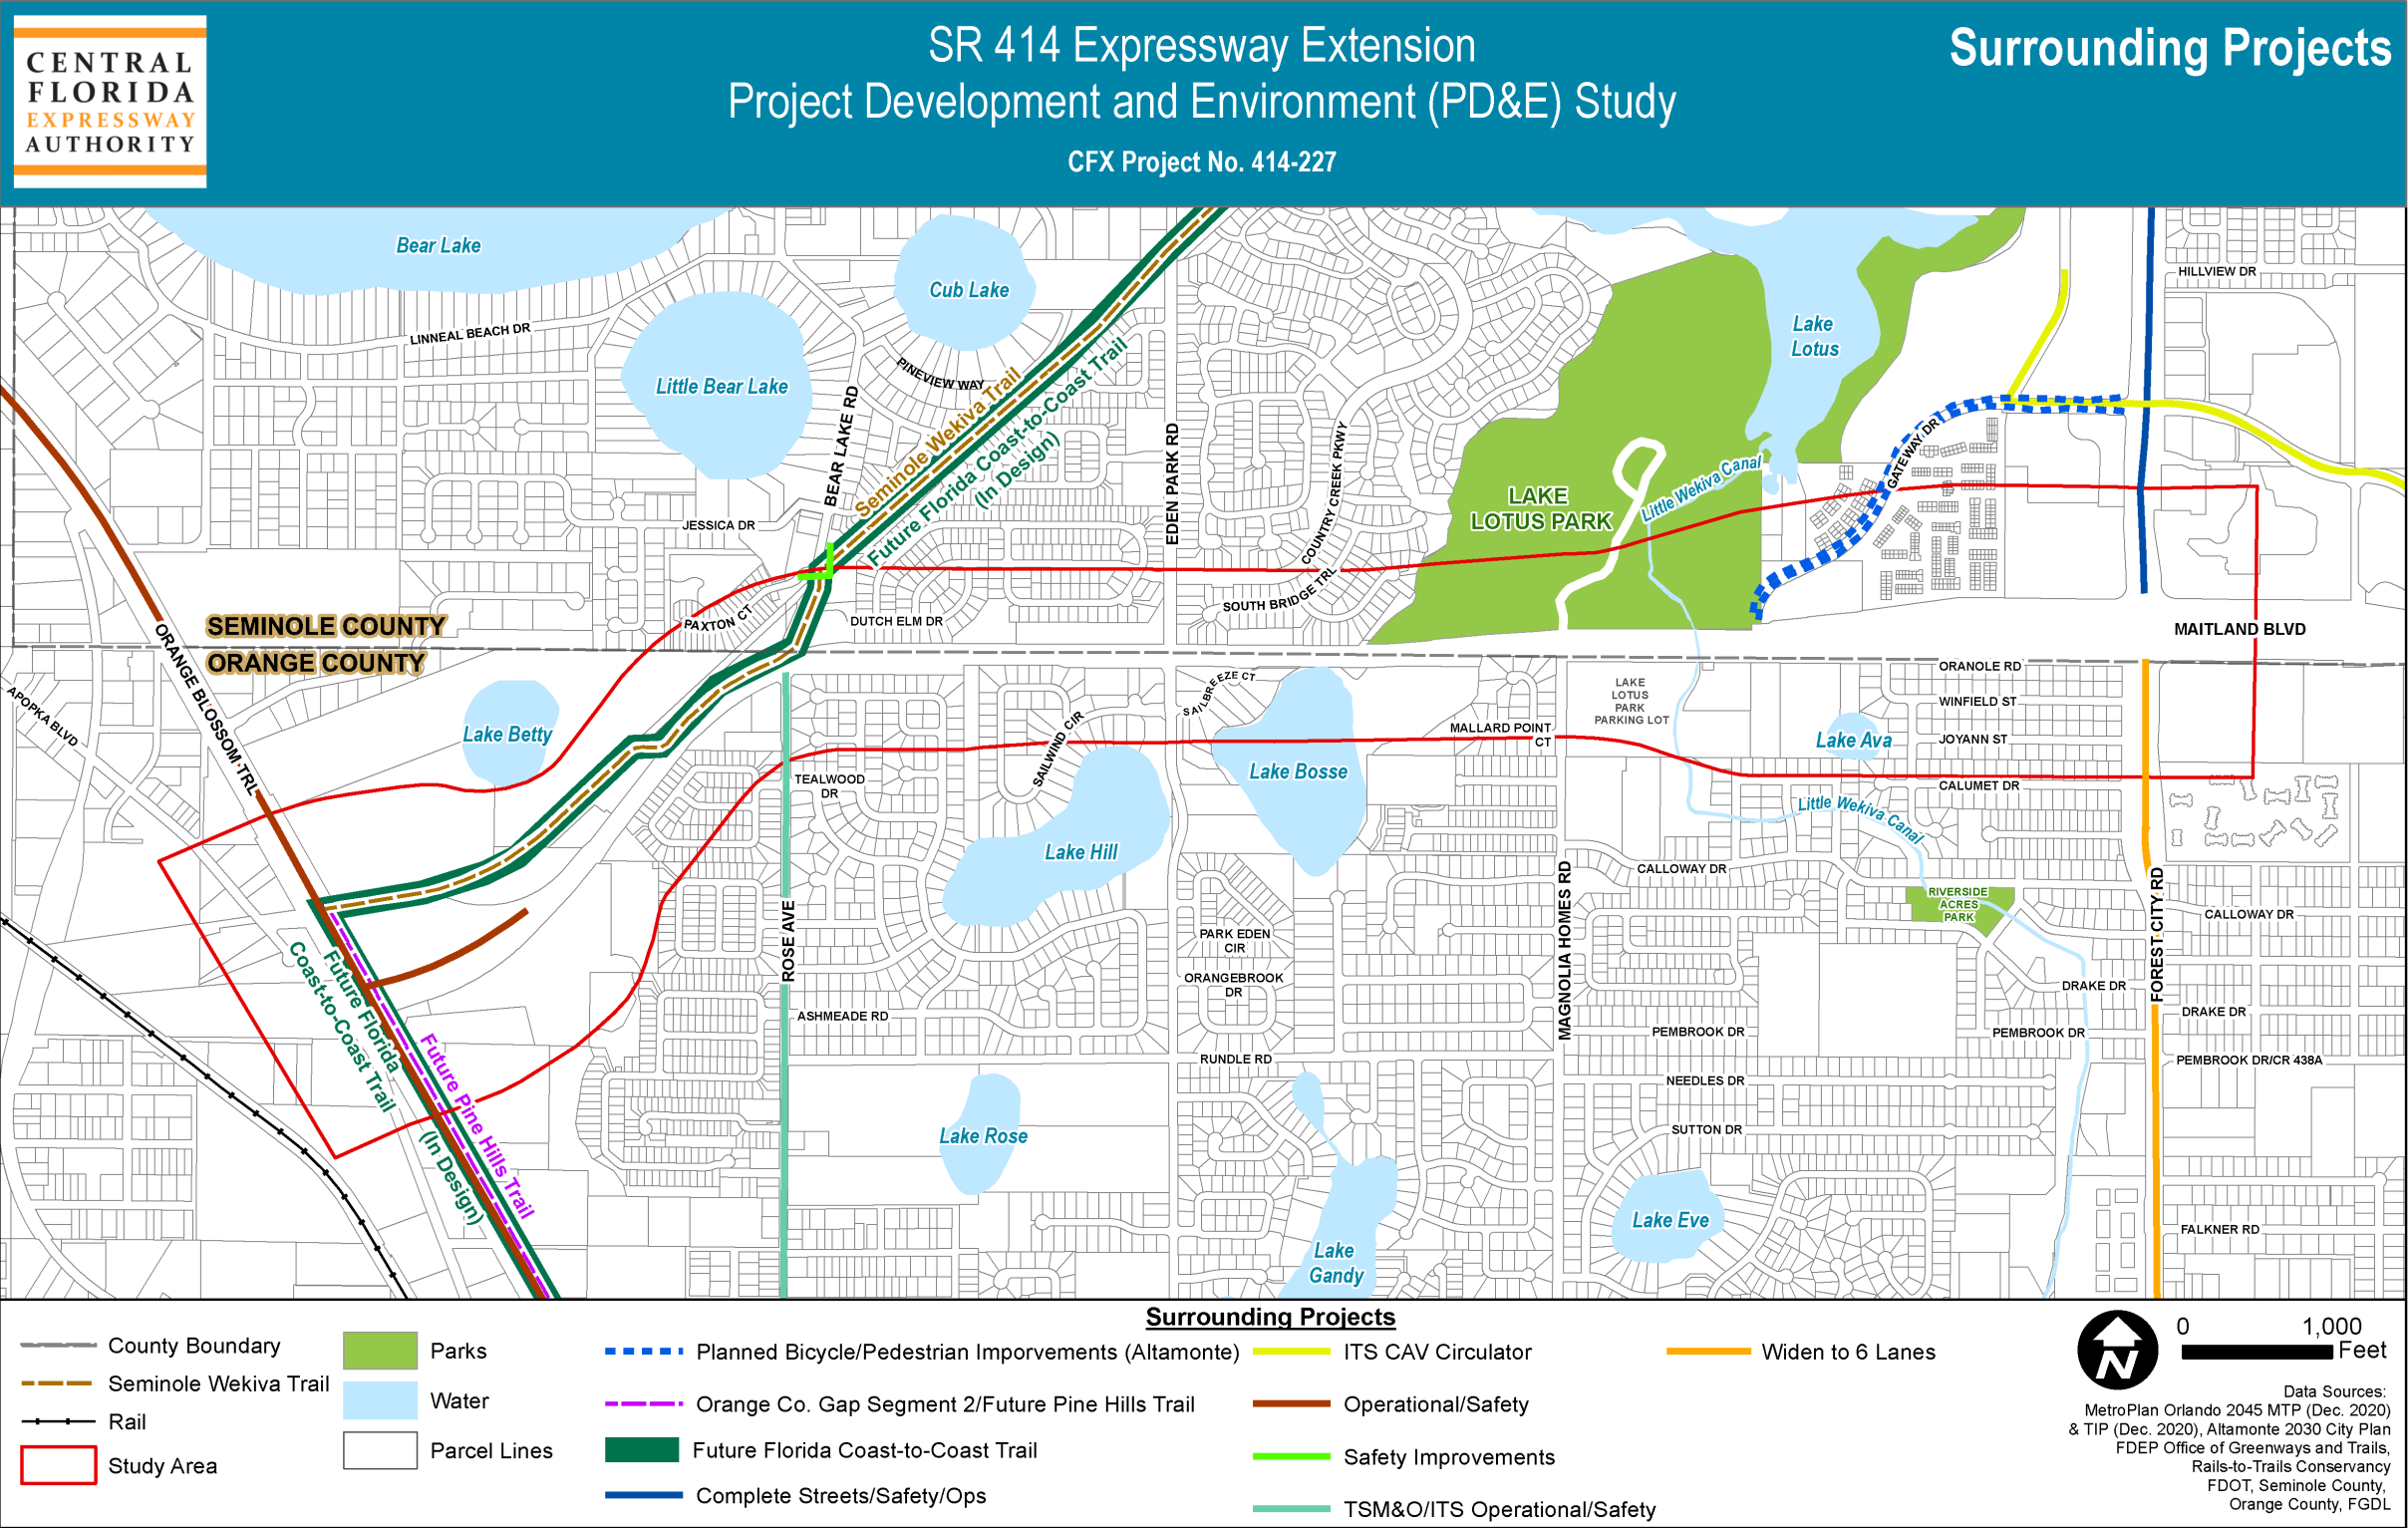 CENTRAL
FLORIDA
EXPRESSWAY
AUTHORITY
SR 414 Expressway Extension
Project Development and Environment (PD&E) Study
CFX Project No. 414-227
Surrounding Projects
Bear Lake
Cub Lake
Little Bear Lake
LINNEAL BEACH DR
PINEVIEW WAY
BEAR LAKE RD
Seminole Wekiva Trail
Future Florida Coast-to-Coast Trail
(In Design)
EDEN PARK RD
COUNTRY CREEK PKWY
Lake
Lotus
HILLVIEW DR
GATEWAY DR
LAKE
LOTUS PARK
Little Wekiva Canal
JESSICA DR
PAXTON CT
DUTCH ELM DR
SOUTH BRIDGE TRL
SEMINOLE COUNTY
ORANGE COUNTY
ORANGE BLOSSOM TRL
APOPKA BLVD
MAITLAND BLVD
ORANOLE RD
WINFIELD ST
JOYANN ST
CALUMET DR
Lake Betty
SAILBREEZE CT
SAILWIND CIR
LAKE
LOTUS
PARK
PARKING LOT
MALLARD POINT
CT
Lake Ava
TEALWOOD
DR
Lake Bosse
Little Wekiva Canal
Lake Hill
CALLOWAY DR
RIVERSIDE
ACRES
PARK
CALLOWAY DR
ROSE AVE
PARK EDEN
CIR
ORANGEBROOK
DR
MAGNOLIA HOMES RD
FOREST CITY RD
DRAKE DR
DRAKE DR
ASHMEADE RD
PEMBROOK DR
PEMBROOK DR
PEMBROOK DR/CR 438A
RUNDLE RD
NEEDLES DR
SUTTON DR
Future Florida
Coast-to-Coast Trail
(In Design)
Future Pine Hills Trail
Lake Rose
Lake Eve
Lake
Gandy
FALKNER RD
Surrounding Projects
County Boundary
Seminole Wekiva Trail
Rail
Study Area
Parks
Water
Parcel Lines
Planned Bicycle/Pedestrian Imporvements (Altamonte)
Orange Co. Gap Segment 2/Future Pine Hills Trail
Future Florida Coast-to-Coast Trail
Complete Streets/Safety/Ops
ITS CAV Circulator
Operational/Safety
Safety Improvements
TSM&O/ITS Operational/Safety
Widen to 6 Lanes
N
0 1,000
Feet
Data Sources:
MetroPlan Orlando 2045 MTP (Dec. 2020)
& TIP (Dec. 2020), Altamonte 2030 City Plan
FDEP Office of Greenways and Trails,
Rails-to-Trails Conservancy
FDOT, Seminole County,
Orange County, FGDL